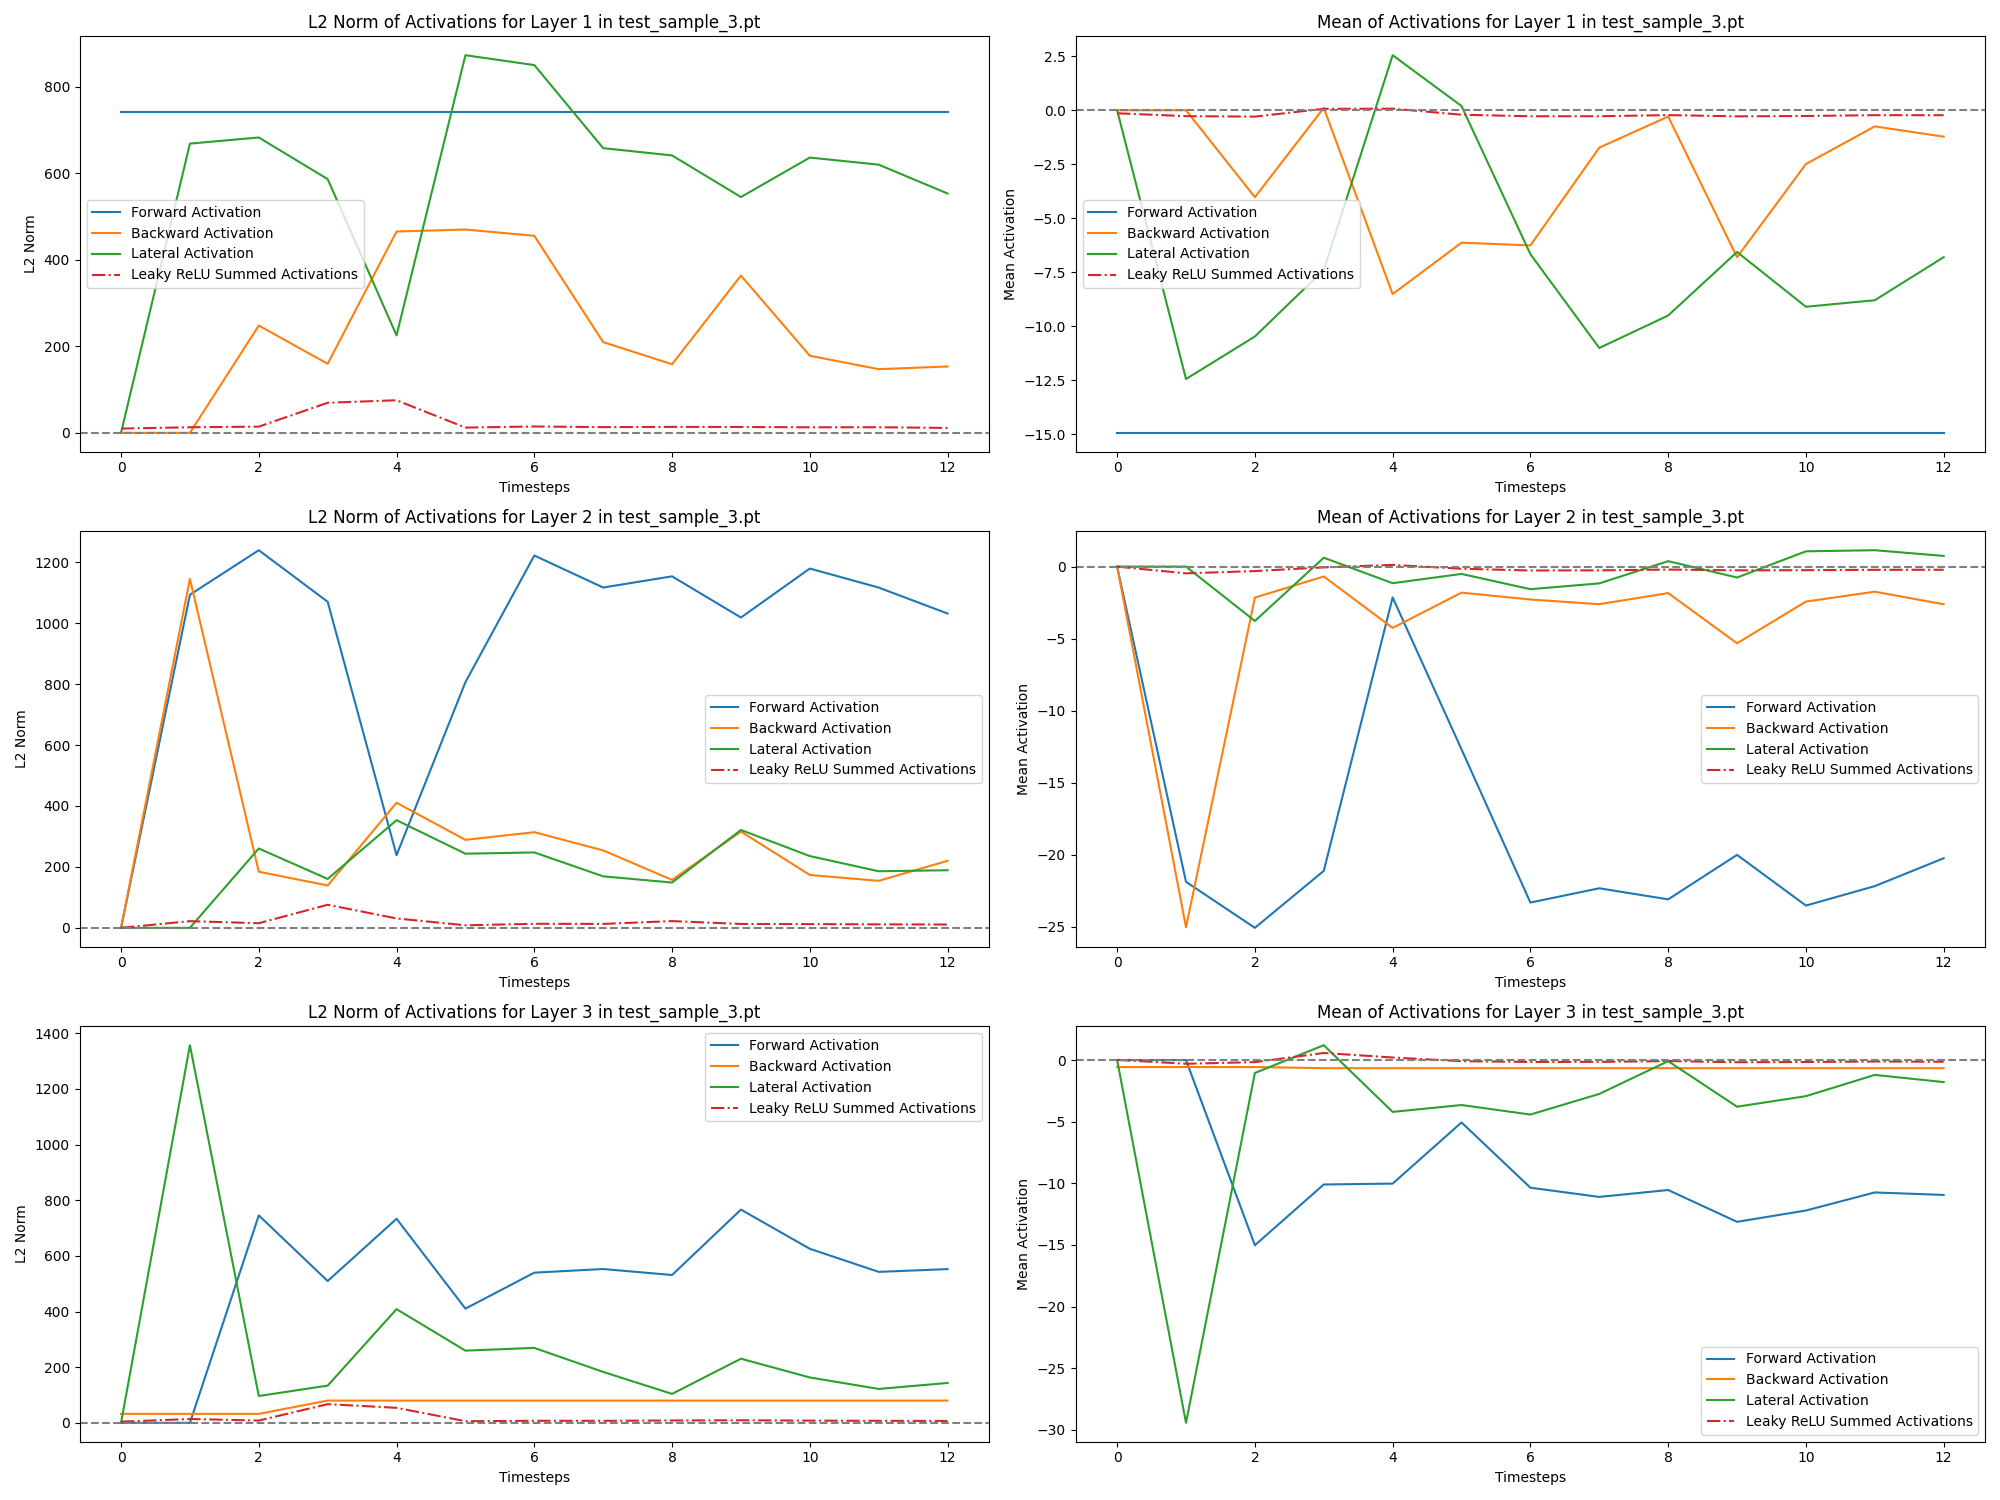 L2 Norm of Activations for Layer 1 in test_sample_3.pt
L2 Norm
800
600
400
200
0
Forward Activation
Backward Activation
Lateral Activation
Leaky ReLU Summed Activations
0 2 4 6 8 10 12
Timesteps
Mean of Activations for Layer 1 in test_sample_3.pt
Mean Activation
2.5
0.0
−2.5
−5.0
−7.5
−10.0
−12.5
−15.0
Forward Activation
Backward Activation
Lateral Activation
Leaky ReLU Summed Activations
0 2 4 6 8 10 12
Timesteps
L2 Norm of Activations for Layer 2 in test_sample_3.pt
L2 Norm
1200
1000
800
600
400
200
0
Forward Activation
Backward Activation
Lateral Activation
Leaky ReLU Summed Activations
0 2 4 6 8 10 12
Timesteps
Mean of Activations for Layer 2 in test_sample_3.pt
Mean Activation
0
−5
−10
−15
−20
−25
Forward Activation
Backward Activation
Lateral Activation
Leaky ReLU Summed Activations
0 2 4 6 8 10 12
Timesteps
L2 Norm of Activations for Layer 3 in test_sample_3.pt
L2 Norm
1400
1200
1000
800
600
400
200
0
Forward Activation
Backward Activation
Lateral Activation
Leaky ReLU Summed Activations
0 2 4 6 8 10 12
Timesteps
Mean of Activations for Layer 3 in test_sample_3.pt
Mean Activation
0
−5
−10
−15
−20
−25
−30
Forward Activation
Backward Activation
Lateral Activation
Leaky ReLU Summed Activations
0 2 4 6 8 10 12
Timesteps